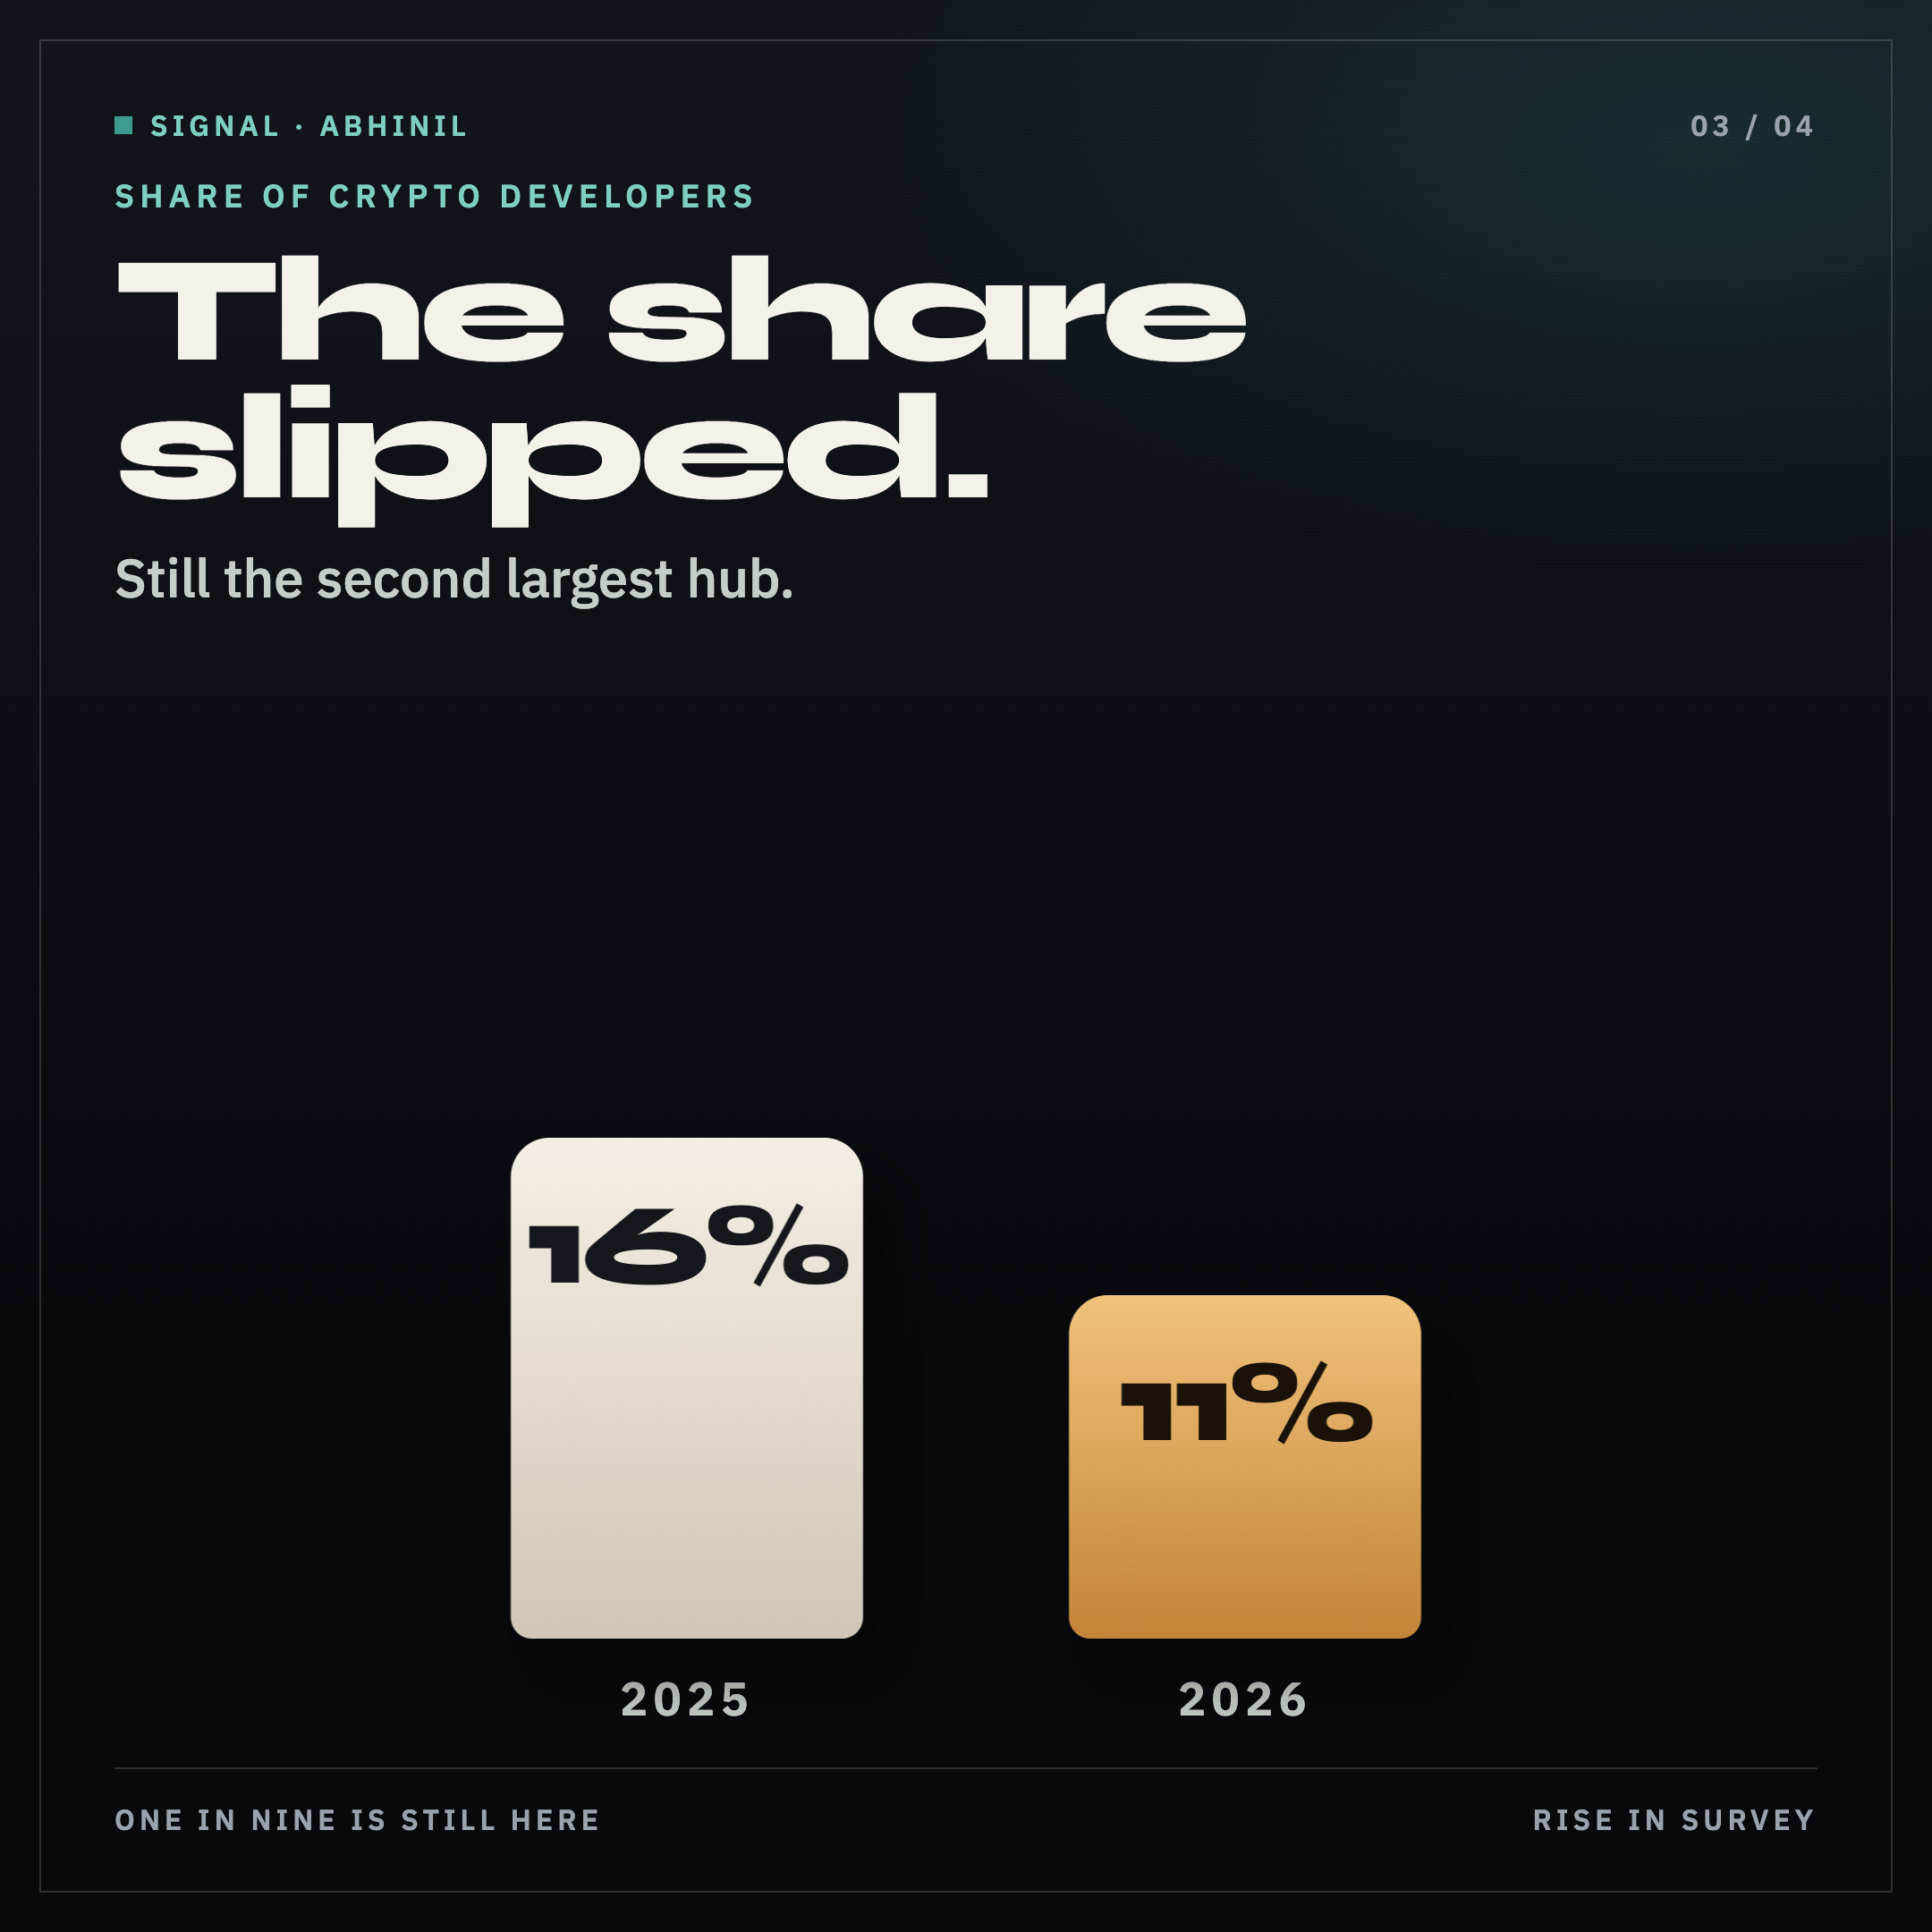 SIGNAL · ABHINIL
03 / 04
SHARE OF CRYPTO DEVELOPERS
The share
slipped.
Still the second largest hub.
16%
11%
2025
2026
ONE IN NINE IS STILL HERE
RISE IN SURVEY